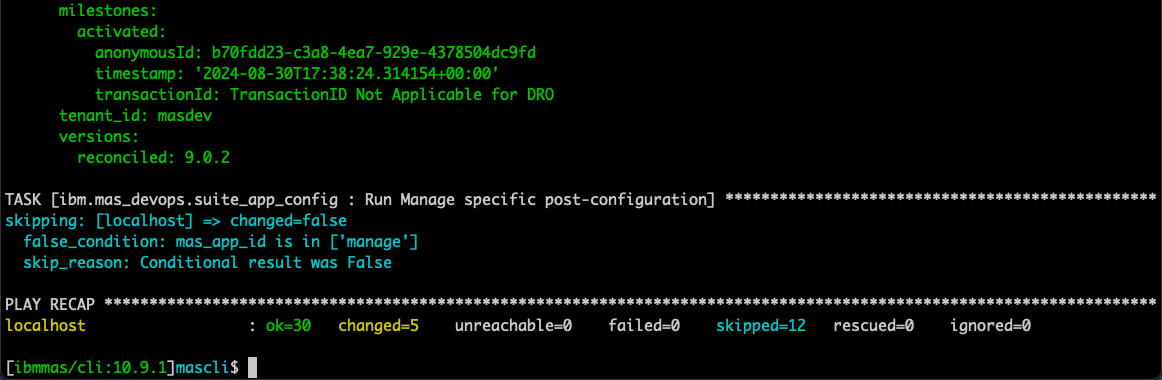 milestones:
activated:
anonymousId: b70fdd23-c3a8-4ea7-929e-4378504dc9fd
timestamp: '2024-08-30T17:38:24.314154+00:00'
transactionId: TransactionID Not Applicable for DRO
tenant_id: masdev
versions:
reconciled: 9.0.2
TASK [ibm.mas_devops.suite_app_config : Run Manage specific post-configuration] ************************************************
skipping: [localhost] => changed=false
false_condition: mas_app_id is in ['manage']
skip_reason: Conditional result was False
PLAY RECAP *********************************************************************************************************************
localhost : ok=30 changed=5 unreachable=0 failed=0 skipped=12 rescued=0 ignored=0
[ibmmas/cli:10.9.1]mascli$